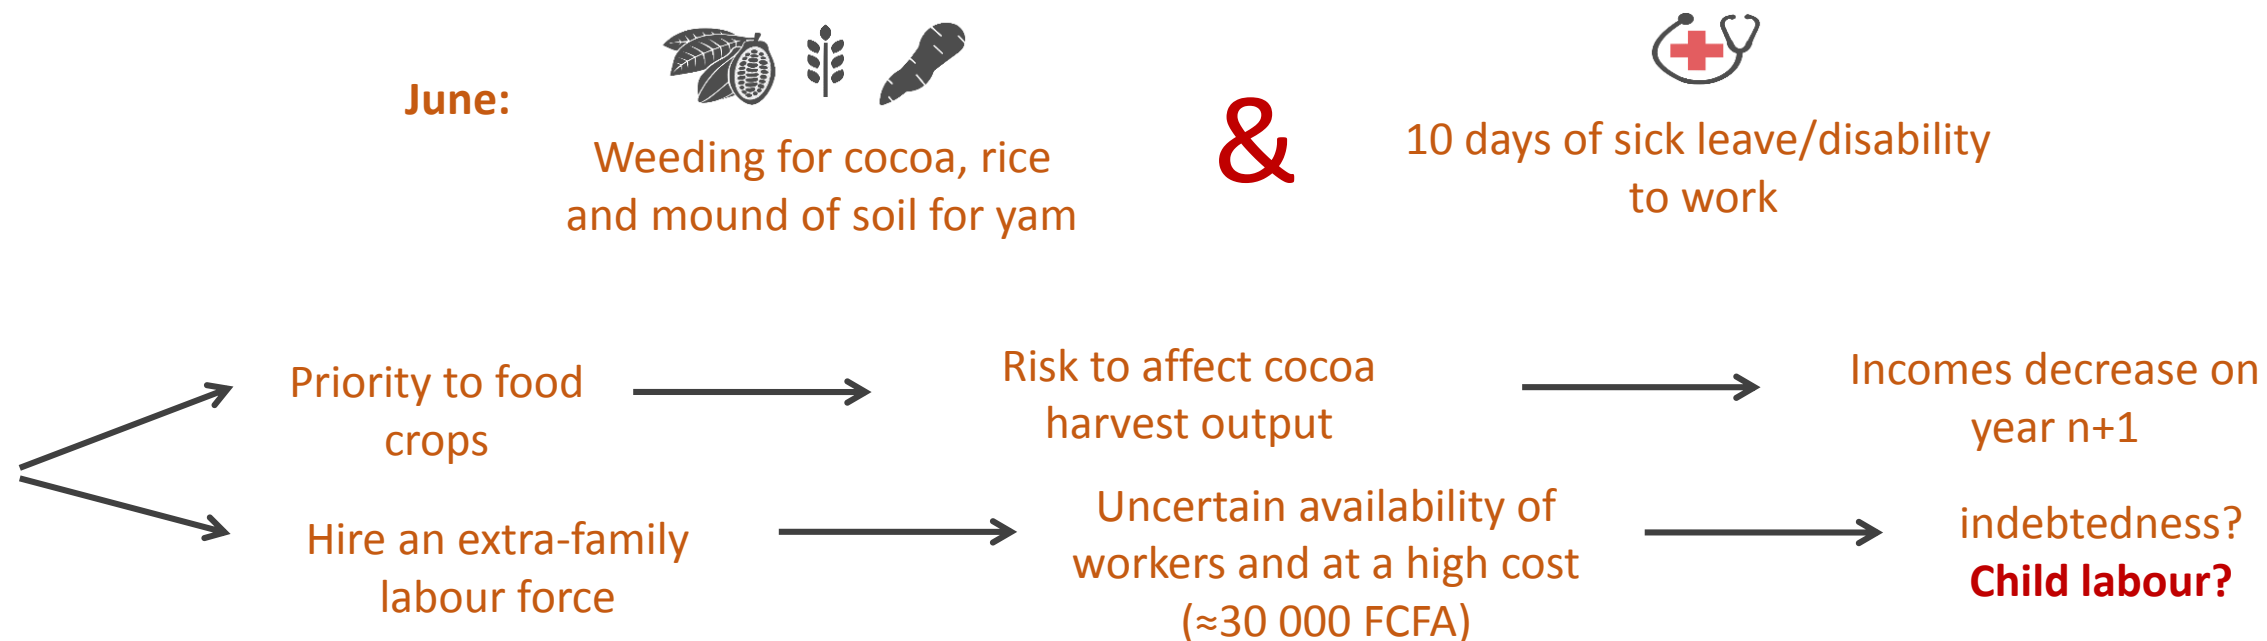 June:
Weeding for cocoa, rice
and mound of soil for yam
&
10 days of sick leave/disability
to work
Priority to food
crops
Risk to affect cocoa
harvest output
Incomes decrease on
year n+1
Hire an extra-family
labour force
Uncertain availability of
workers and at a high cost
(≈30 000 FCFA)
indebtedness?
Child labour?